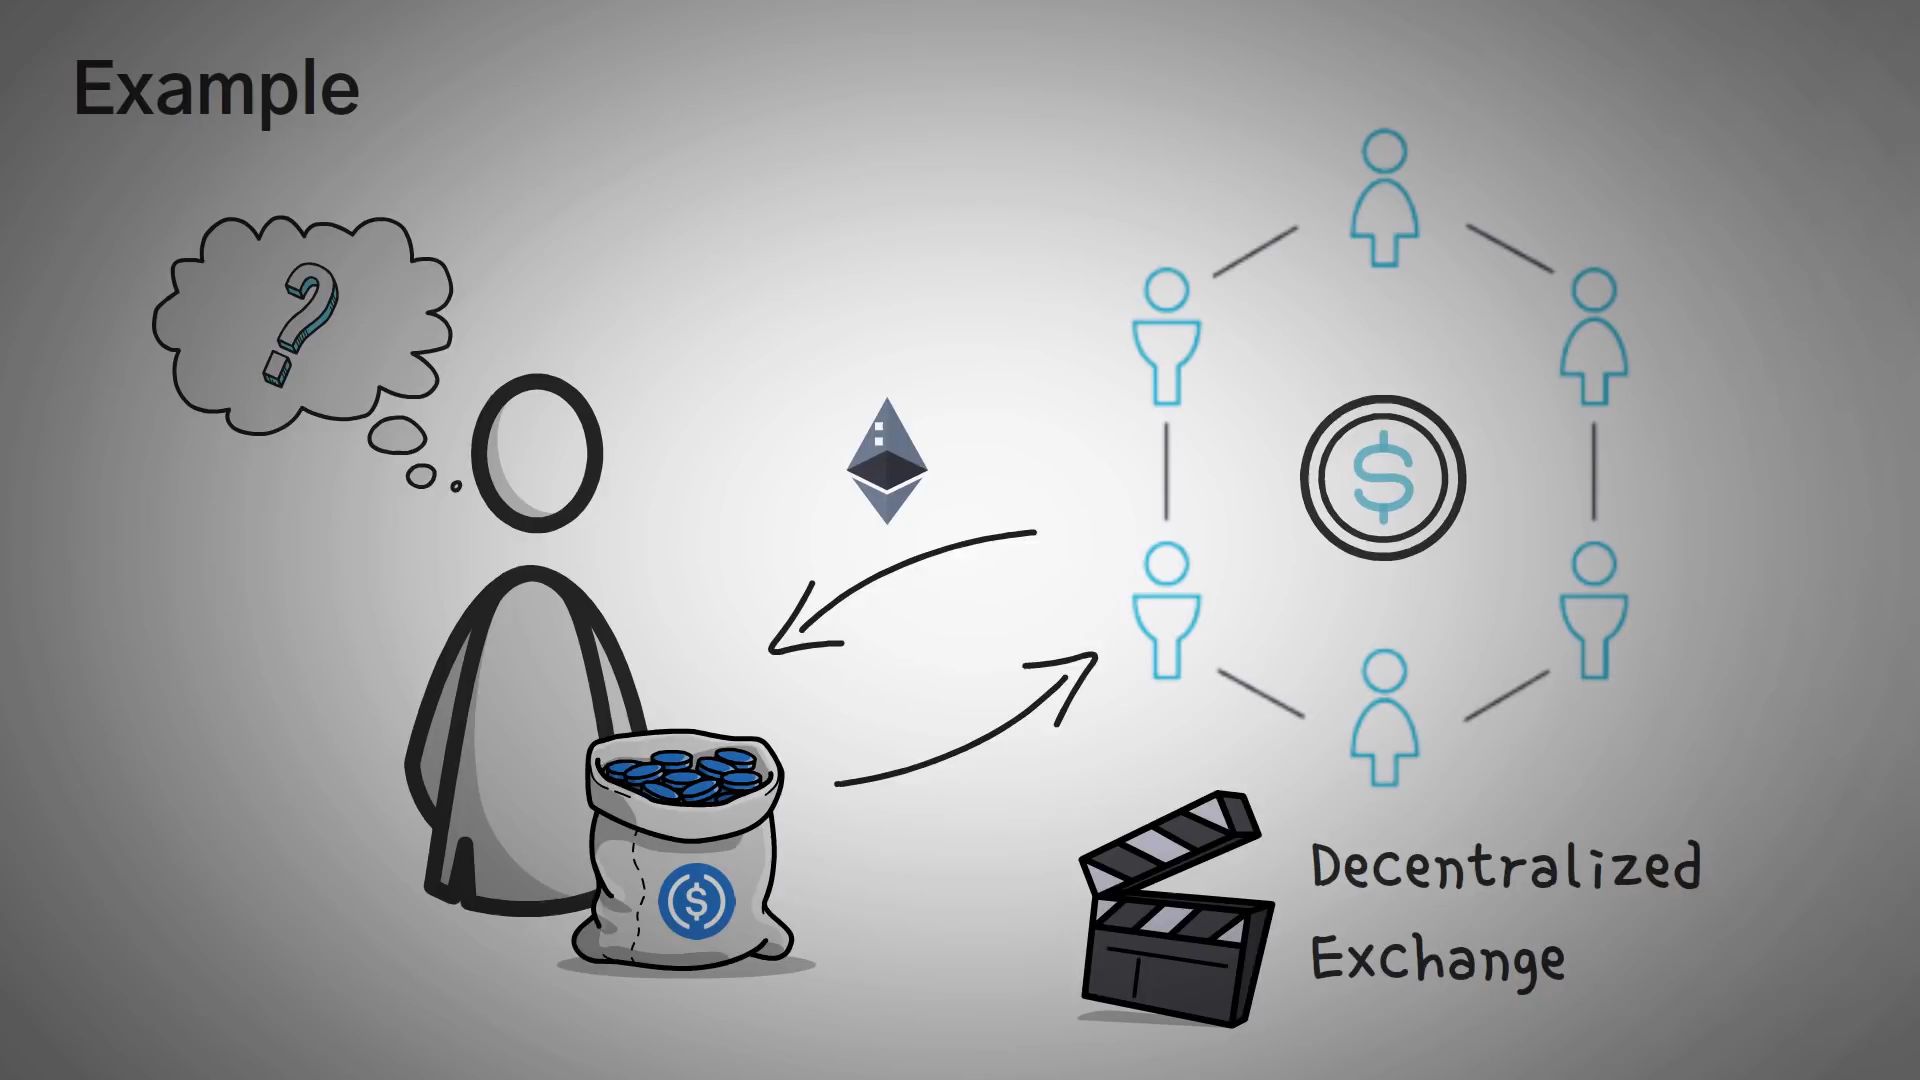 Example
?
$
$
Decentralized
Exchange